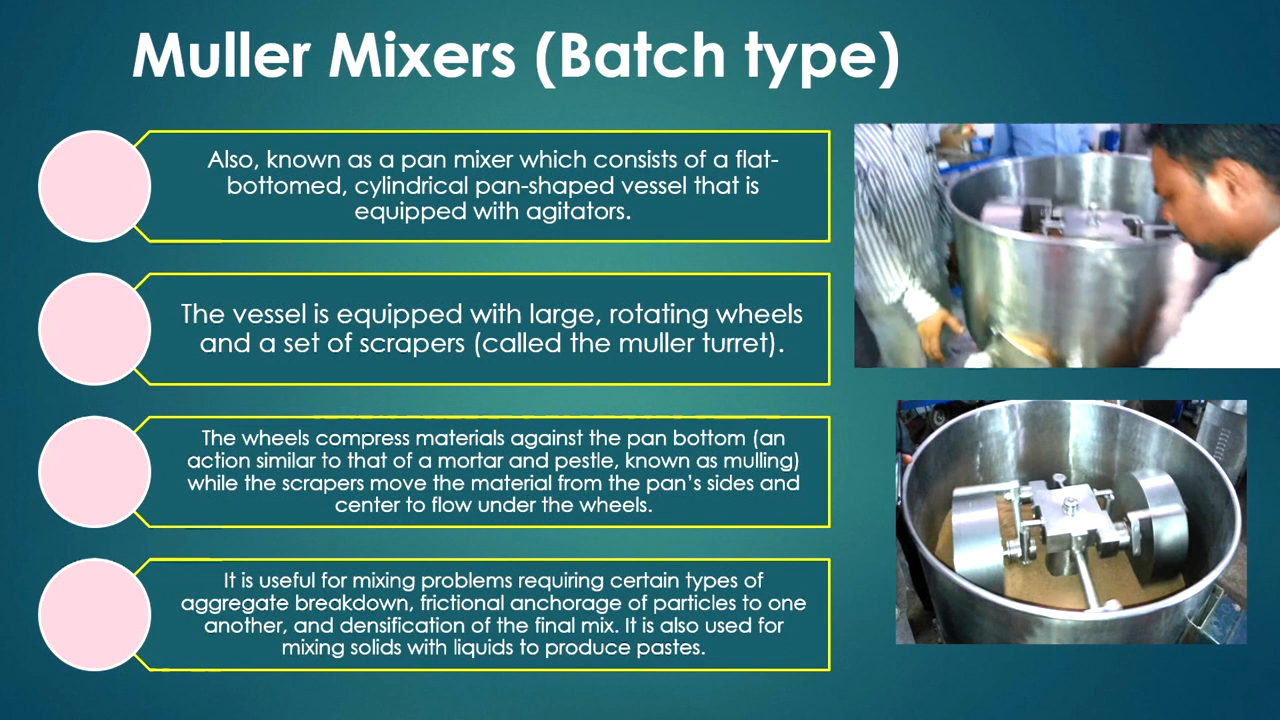 Muller Mixers (Batch type)
Also, known as a pan mixer which consists of a flat-
bottomed, cylindrical pan-shaped vessel that is
equipped with agitators.
The vessel is equipped with large, rotating wheels
and a set of scrapers (called the muller turret).
The wheels compress materials against the pan bottom (an
action similar to that of a mortar and pestle, known as mulling)
while the scrapers move the material from the pan's sides and
center to flow under the wheels.
It is useful for mixing problems requiring certain types of
aggregate breakdown, frictional anchorage of particles to one
another, and densification of the final mix. It is also used for
mixing solids with liquids to produce pastes.